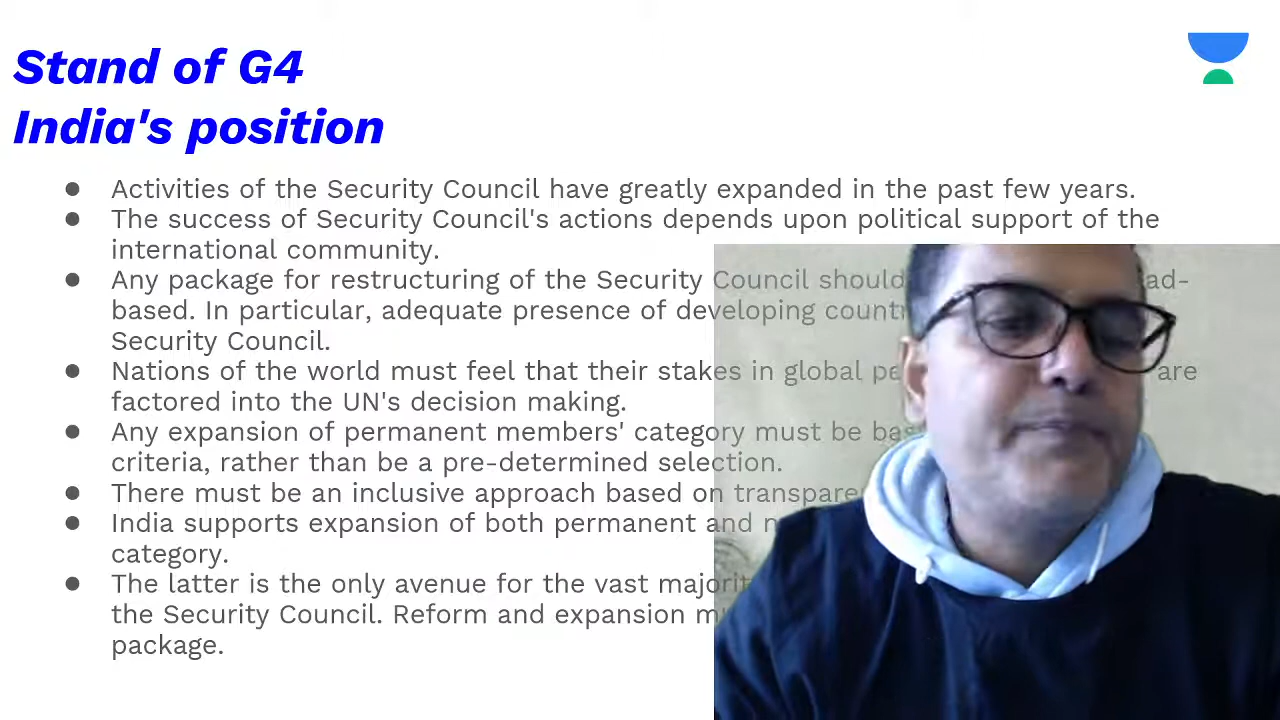 Stand of G4
India's position
● Activities of the Security Council have greatly expanded in the past few years.
● The success of Security Council's actions depends upon political support of the
international community.
● Any package for restructuring of the Security Council should ad-
based. In particular, adequate presence of developing
Security Council.
● Nations of the world must feel that their stakes in global are
factored into the UN's decision making.
● Any expansion of permanent members' category must be
criteria, rather than be a pre-determined selection.
● There must be an inclusive approach based on
● India supports expansion of both permanent and
category.
● The latter is the only avenue for the vast
the Security Council. Reform and expansion
package.